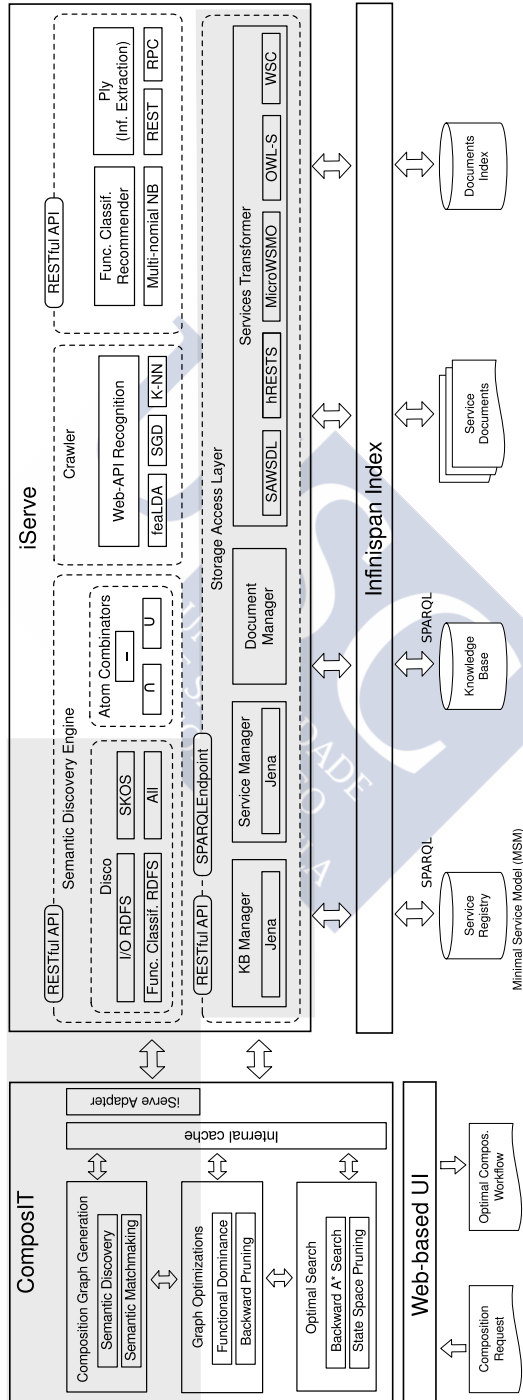 ComposIT
Composition Graph Generation
Semantic Discovery
Semantic Matchmaking
Graph Optimizations
Functional Dominance
Backward Pruning
Optimal Search
Backward A* Search
State Space Pruning
Internal cache
iServe Adapter
Web-based UI
Composition
Request
Optimal Compos.
Workflow
iServe
Semantic Discovery Engine
RESTful API
Disco
I/O RDFS
SKOS
Func. Classif. RDFS
All
Atom Combinators
−
∩
∪
Crawler
Web-API Recognition
feaLDA
SGD
K-NN
RESTful API
Func. Classif.
Recommender
Multi-nomial NB
Ply
(Inf. Extraction)
REST
RPC
RESTful API
SPARQLEndpoint
Storage Access Layer
KB Manager
Jena
Service Manager
Jena
Document
Manager
Services Transformer
SAWSDL
hRESTS
MicroWSMO
OWL-S
WSC
Infinispan Index
SPARQL
SPARQL
Service
Registry
Knowledge
Base
Service
Documents
Documents
Index
Minimal Service Model (MSM)